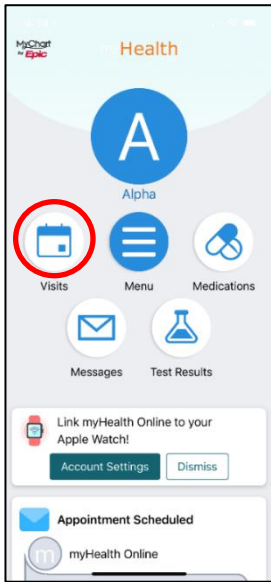 MyChart
by Epic
Health
A
Alpha
Visits
Menu
Medications
Messages
Test Results
Link myHealth Online to your
Apple Watch!
Account Settings
Dismiss
Appointment Scheduled
m
myHealth Online